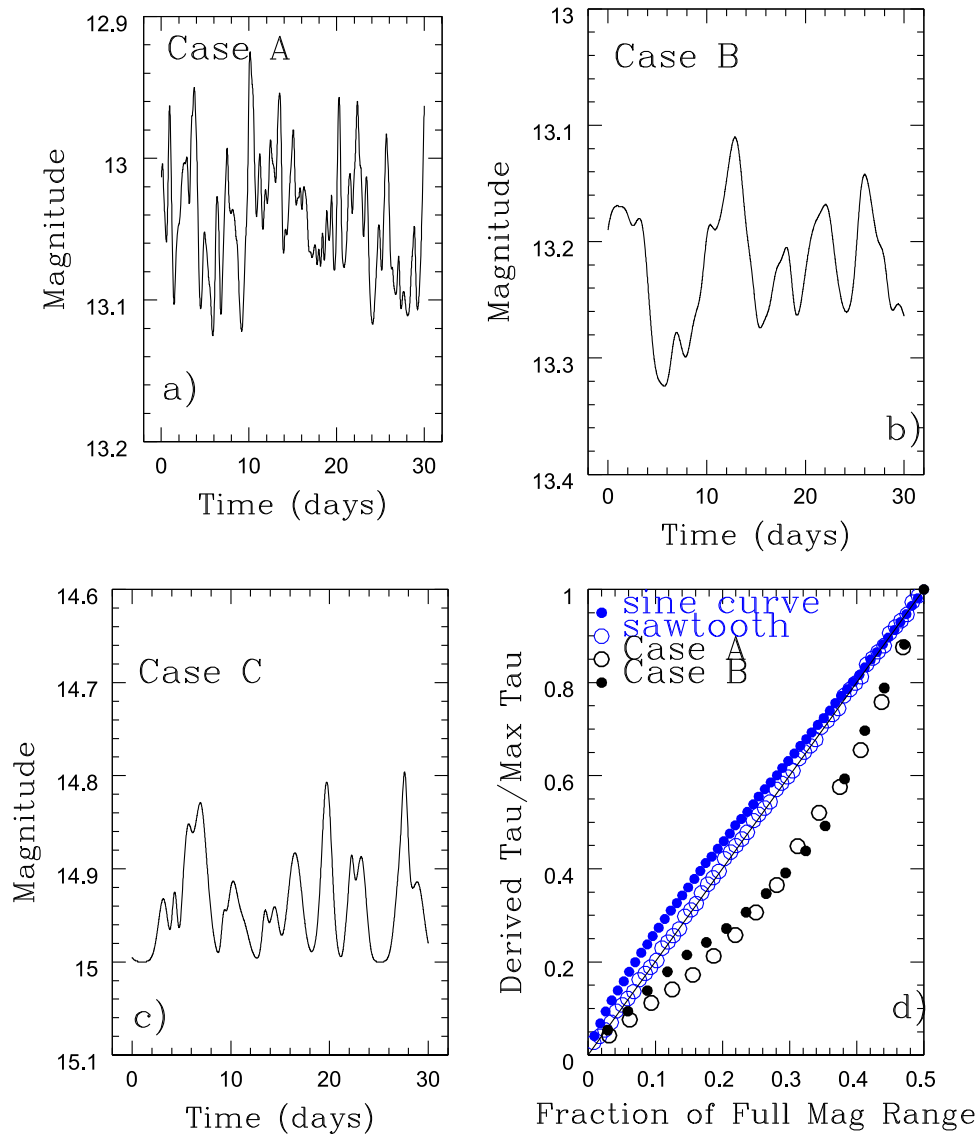 12.9
13
13.1
13.2
Magnitude
Case A
a)
0
10
20
30
Time (days)
13
13.1
13.2
13.3
13.4
Magnitude
Case B
b)
0
10
20
30
Time (days)
14.6
14.7
14.8
14.9
15
15.1
Magnitude
Case C
c)
0
10
20
30
Time (days)
1
0.8
0.6
0.4
0.2
0
Derived Tau/Max Tau
sine curve
sawtooth
Case A
Case B
d)
0
0.1
0.2
0.3
0.4
0.5
Fraction of Full Mag Range